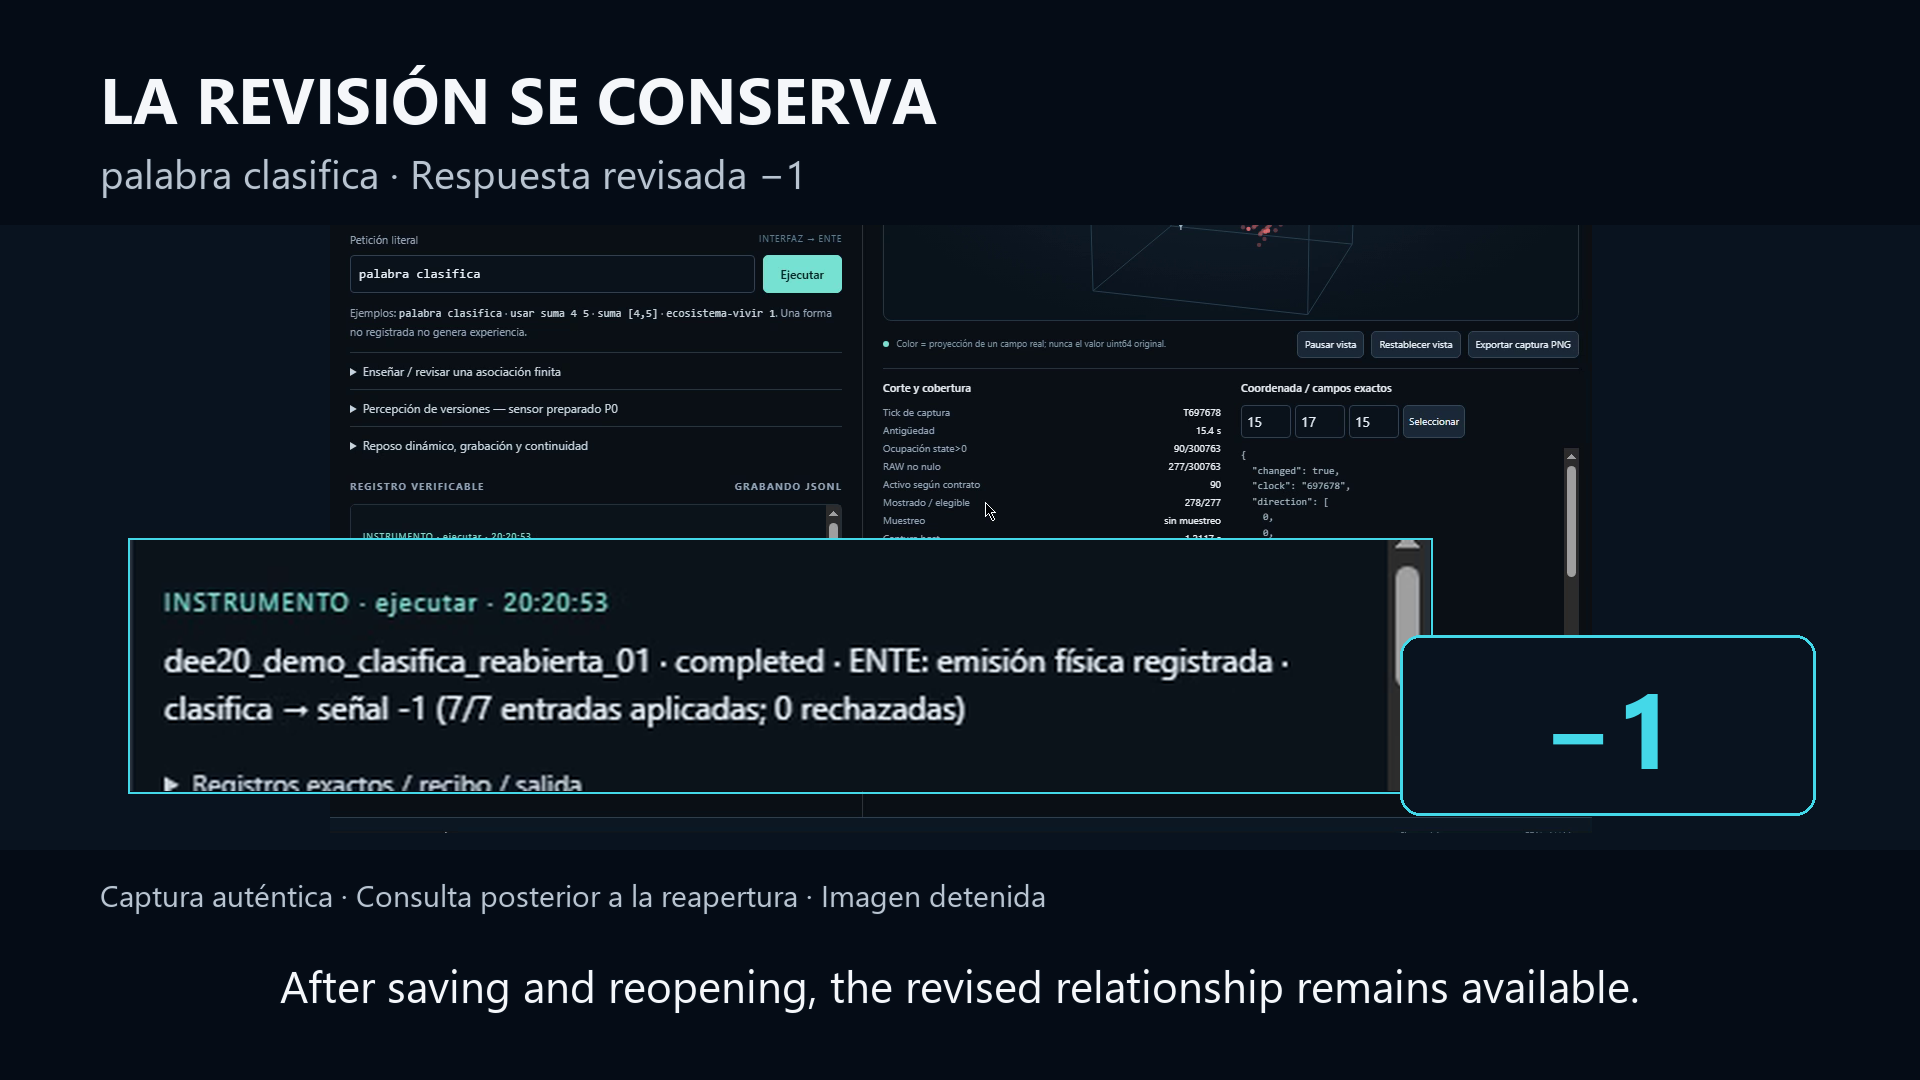 LA REVISIÓN SE CONSERVA
palabra clasifica · Respuesta revisada −1
Petición literal
INTERFAZ → ENTE
palabra clasifica
Ejecutar
Ejemplos: palabra clasifica · usar suma 4 5 · suma [4,5] · ecosistema-vivir 1. Una forma
no registrada no genera experiencia.
▶ Enseñar / revisar una asociación finita
▶ Percepción de versiones — sensor preparado P0
▶ Reposo dinámico, grabación y continuidad
REGISTRO VERIFICABLE
GRABANDO JSONL
INSTRUMENTO · ejecutar · 20:20:53
Color = proyección de un campo real; nunca el valor uint64 original.
Pausar vista
Restablecer vista
Exportar captura PNG
Corte y cobertura
Tick de captura T697678
Antigüedad 15.4 s
Ocupación state>0 90/300763
RAW no nulo 277/300763
Activo según contrato 90
Mostrado / elegible 278/277
Muestreo sin muestreo
Coordenada / campos exactos
15 17 15 Seleccionar
{
"changed": true,
"clock": "697678",
"direction": [
0,
0,
INSTRUMENTO - ejecutar - 20:20:53
dee20_demo_clasifica_reabierta_01 · completed · ENTE: emisión física registrada ·
clasifica → señal -1 (7/7 entradas aplicadas; 0 rechazadas)
▶ Registros exactos / recibo / salida
−1
Captura auténtica · Consulta posterior a la reapertura · Imagen detenida
After saving and reopening, the revised relationship remains available.